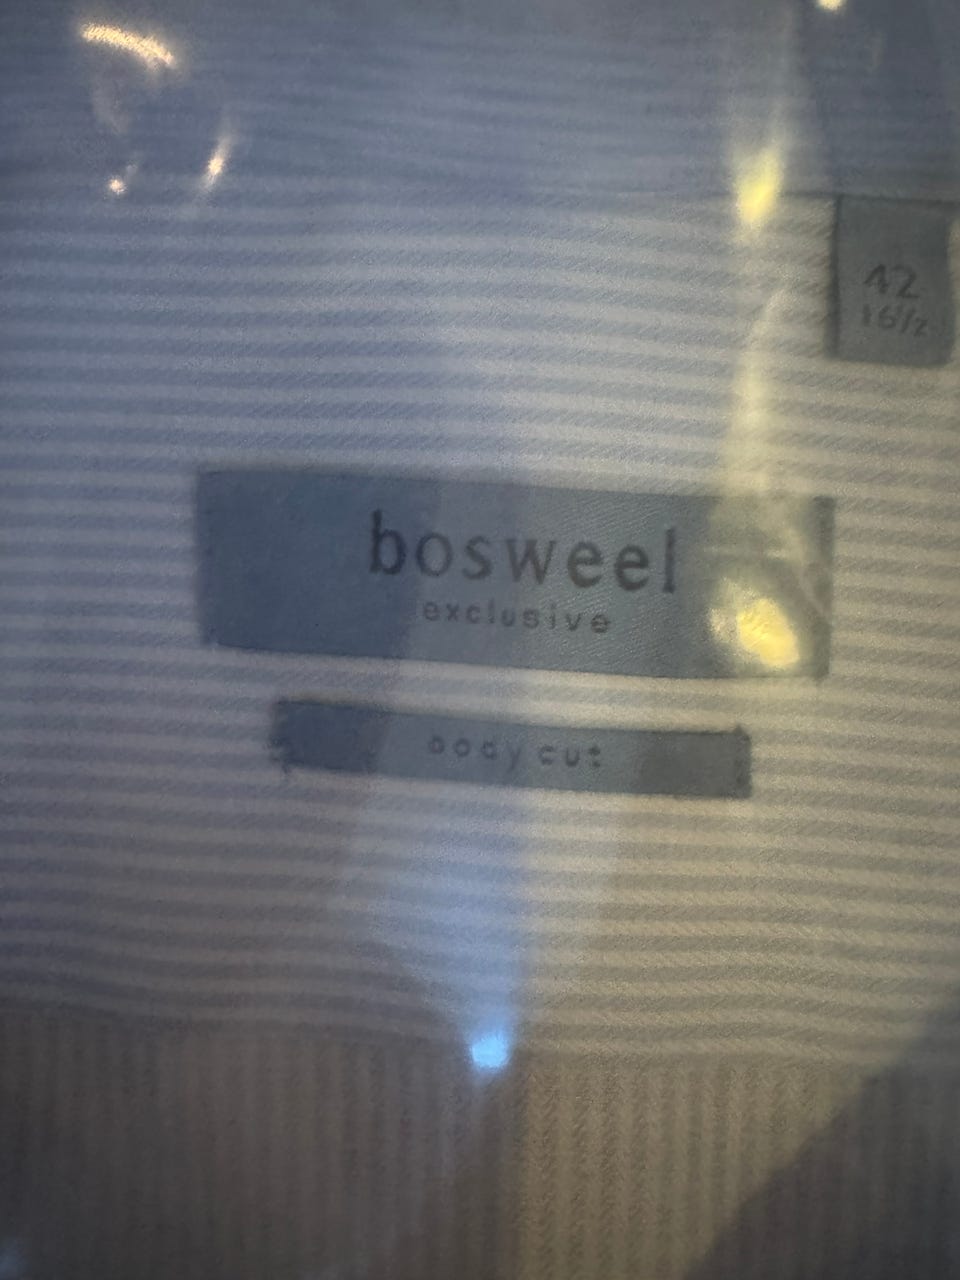 42
16½
bosweel
exclusive
body cut